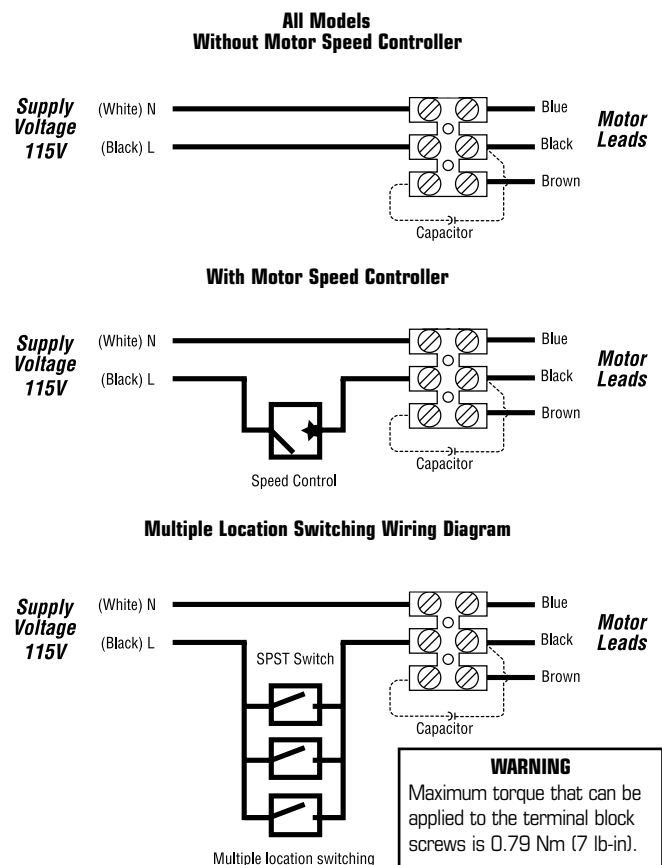 All Models
Without Motor Speed Controller
Supply
Voltage
115V
(White) N
(Black) L
Blue
Black
Brown
Motor
Leads
Capacitor
With Motor Speed Controller
Supply
Voltage
115V
(White) N
(Black) L
Speed Control
Blue
Black
Brown
Motor
Leads
Capacitor
Multiple Location Switching Wiring Diagram
Supply
Voltage
115V
(White) N
(Black) L
SPST Switch
Multiple location switching
Blue
Black
Brown
Motor
Leads
Capacitor
WARNING
Maximum torque that can be
applied to the terminal block
screws is 0.79 Nm (7 lb-in).